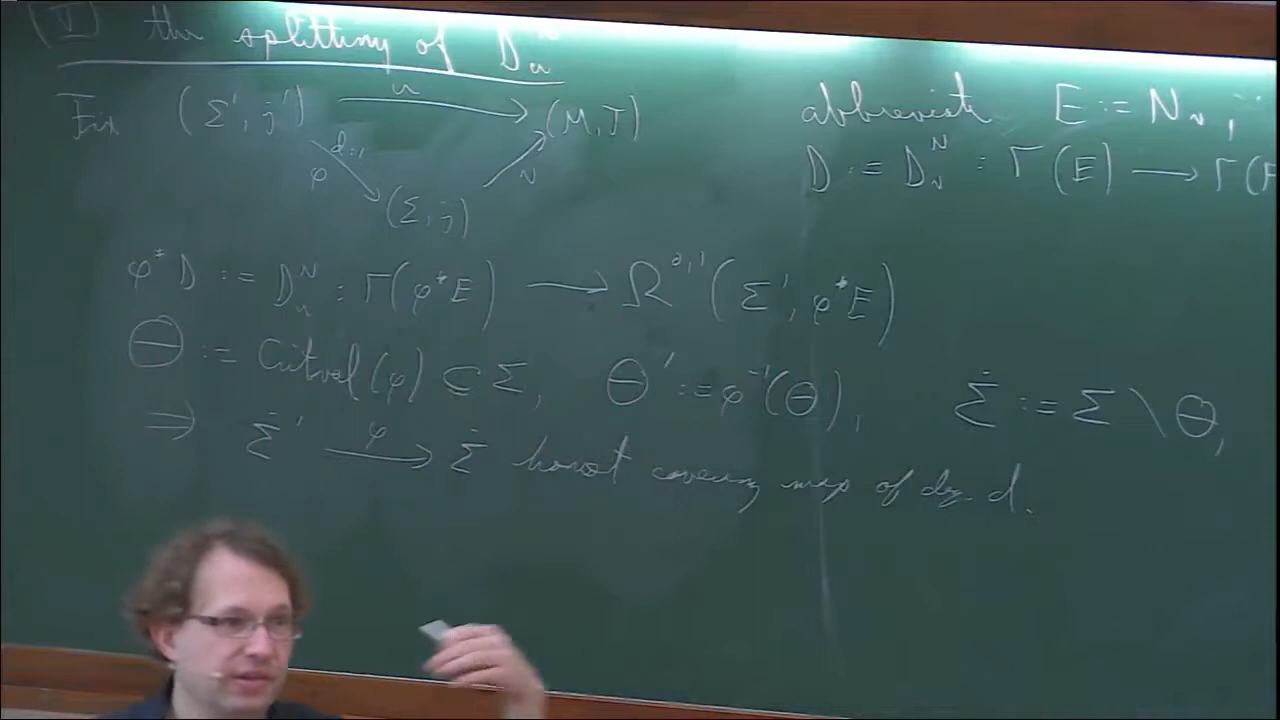 (V) the splitting of D_u^N
Fix (Σ', j') —u→ (M, J)
φ d:=1 v
(Σ, j)
abbreviate E := N_v,
D := D_v^N : Γ(E) → Γ(F
φ*D := D_u^N : Γ(φ*E) → Ω^{0,1}(Σ', φ*E)
Θ := Critval(φ) ⊆ Σ, Θ' := φ^{-1}(Θ), Σ̇ := Σ \ Θ,
⇒ Σ̇' —φ→ Σ̇ honest covering map of deg. d.